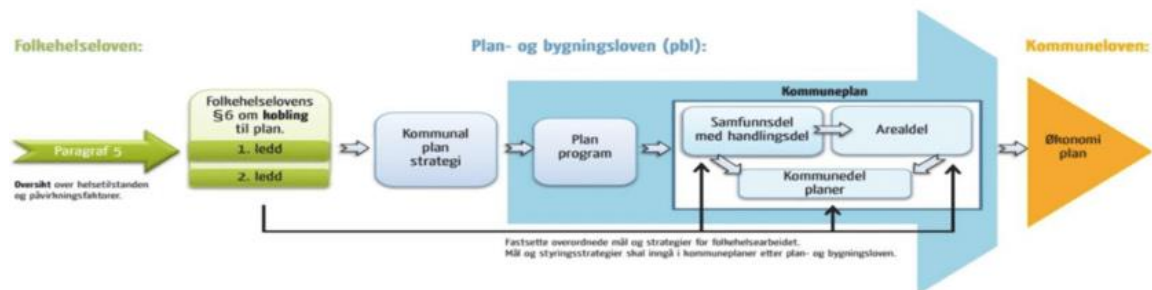 Folkehelseloven:
Plan- og bygningsloven (pbl):
Kommuneloven:
Paragraf 5
Oversikt over helsetilstanden
og påvirkningsfaktorer.
Folkehelselovens
§6 om kobling
til plan.
1. ledd
2. ledd
Kommunal
plan
strategi
Plan
program
Kommuneplan
Samfunnsdel
med handlingsdel
Arealdel
Kommunedel
planer
Økonomi
plan
Fastsette overordnede mål og strategier for folkehelsearbeidet.
Mål og styringsstrategier skal inngå i kommuneplaner etter plan- og bygningsloven.